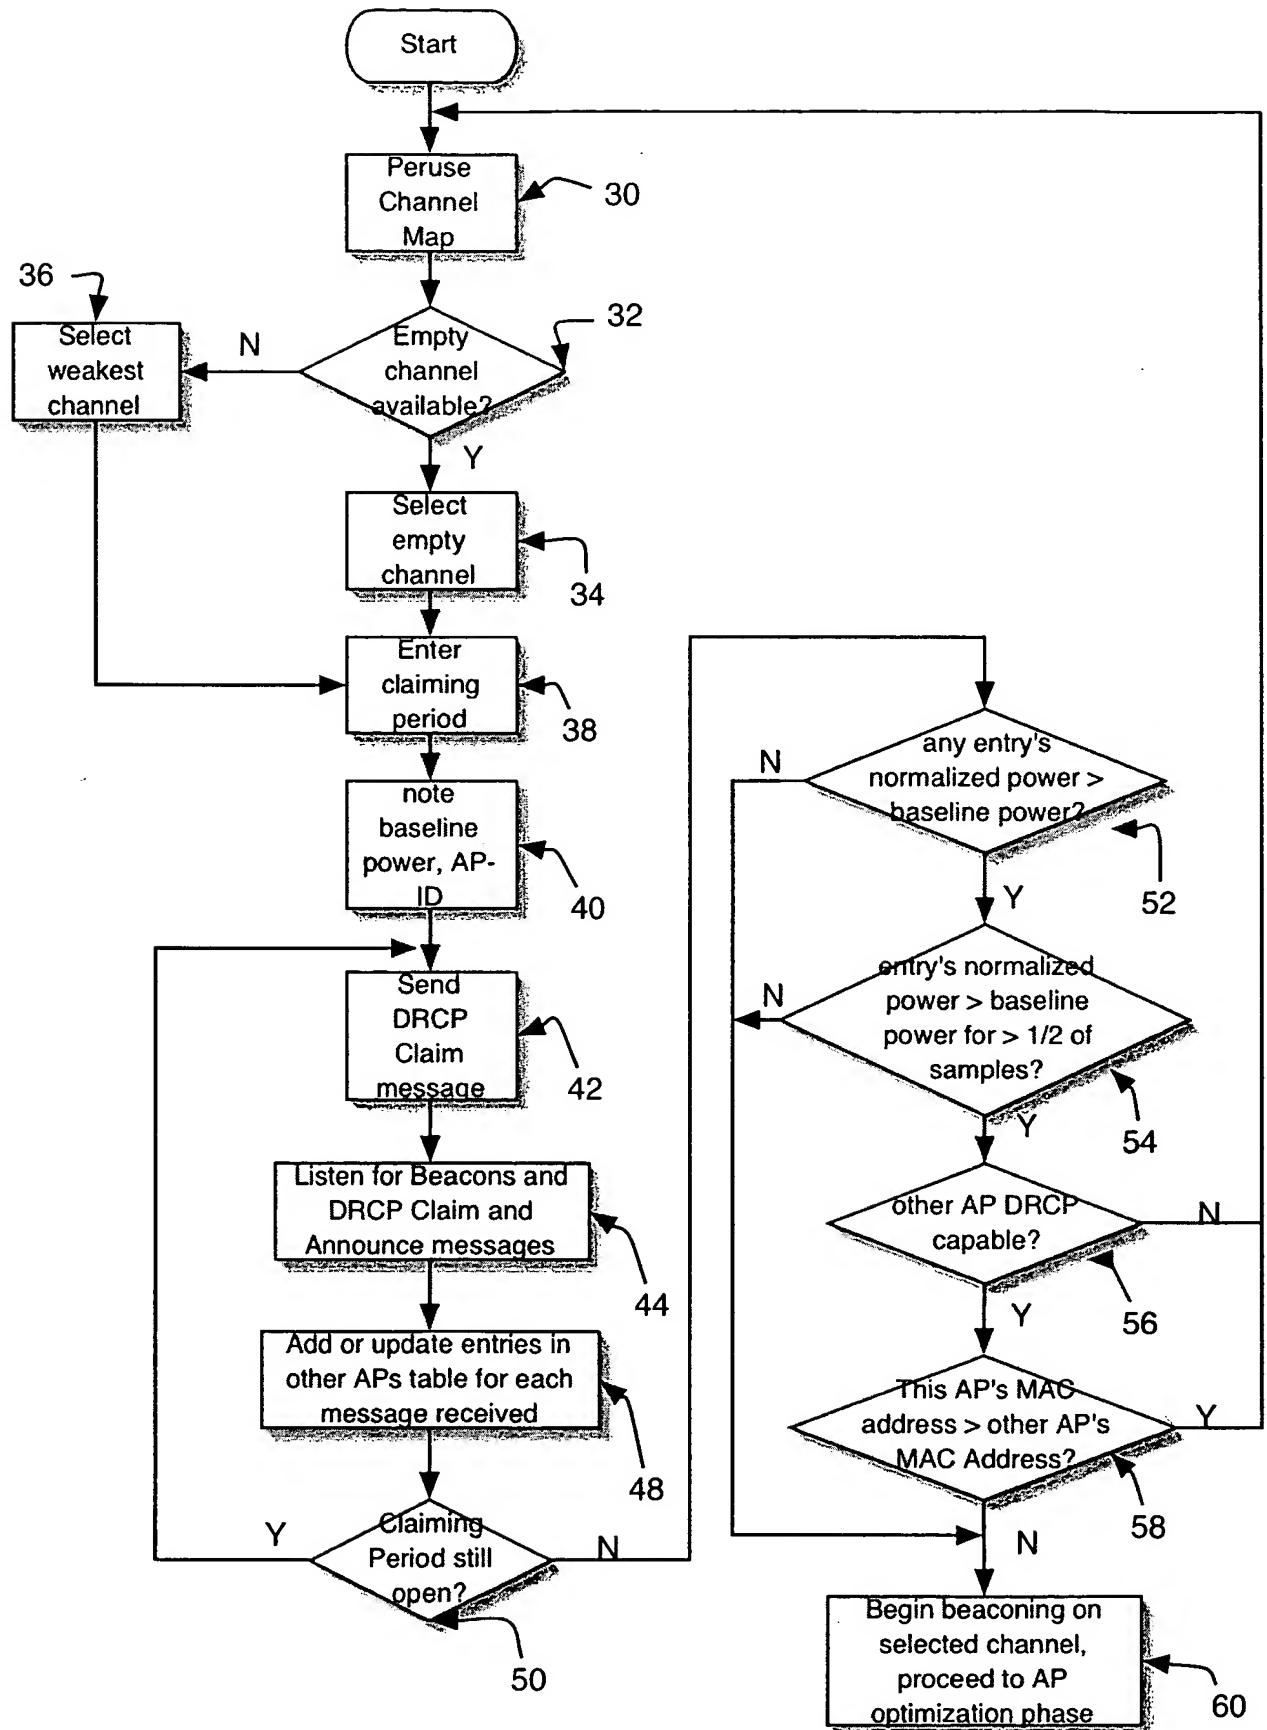 Start
Peruse
Channel
Map
30
36
32
Select
weakest
channel
N
Empty
channel
available?
Y
Select
empty
channel
34
Enter
claiming
period
38
note
baseline
power, AP-
ID
40
Send
DRCP
Claim
message
42
Listen for Beacons and
DRCP Claim and
Announce messages
44
Add or update entries in
other APs table for each
message received
48
Y
Claiming
Period still
open?
N
50
N
any entry's
normalized power >
baseline power?
52
Y
N
entry's normalized
power > baseline
power for > 1/2 of
samples?
54
Y
other AP DRCP
capable?
N
56
Y
This AP's MAC
address > other AP's
MAC Address?
Y
58
N
Begin beaconing on
selected channel,
proceed to AP
optimization phase
60